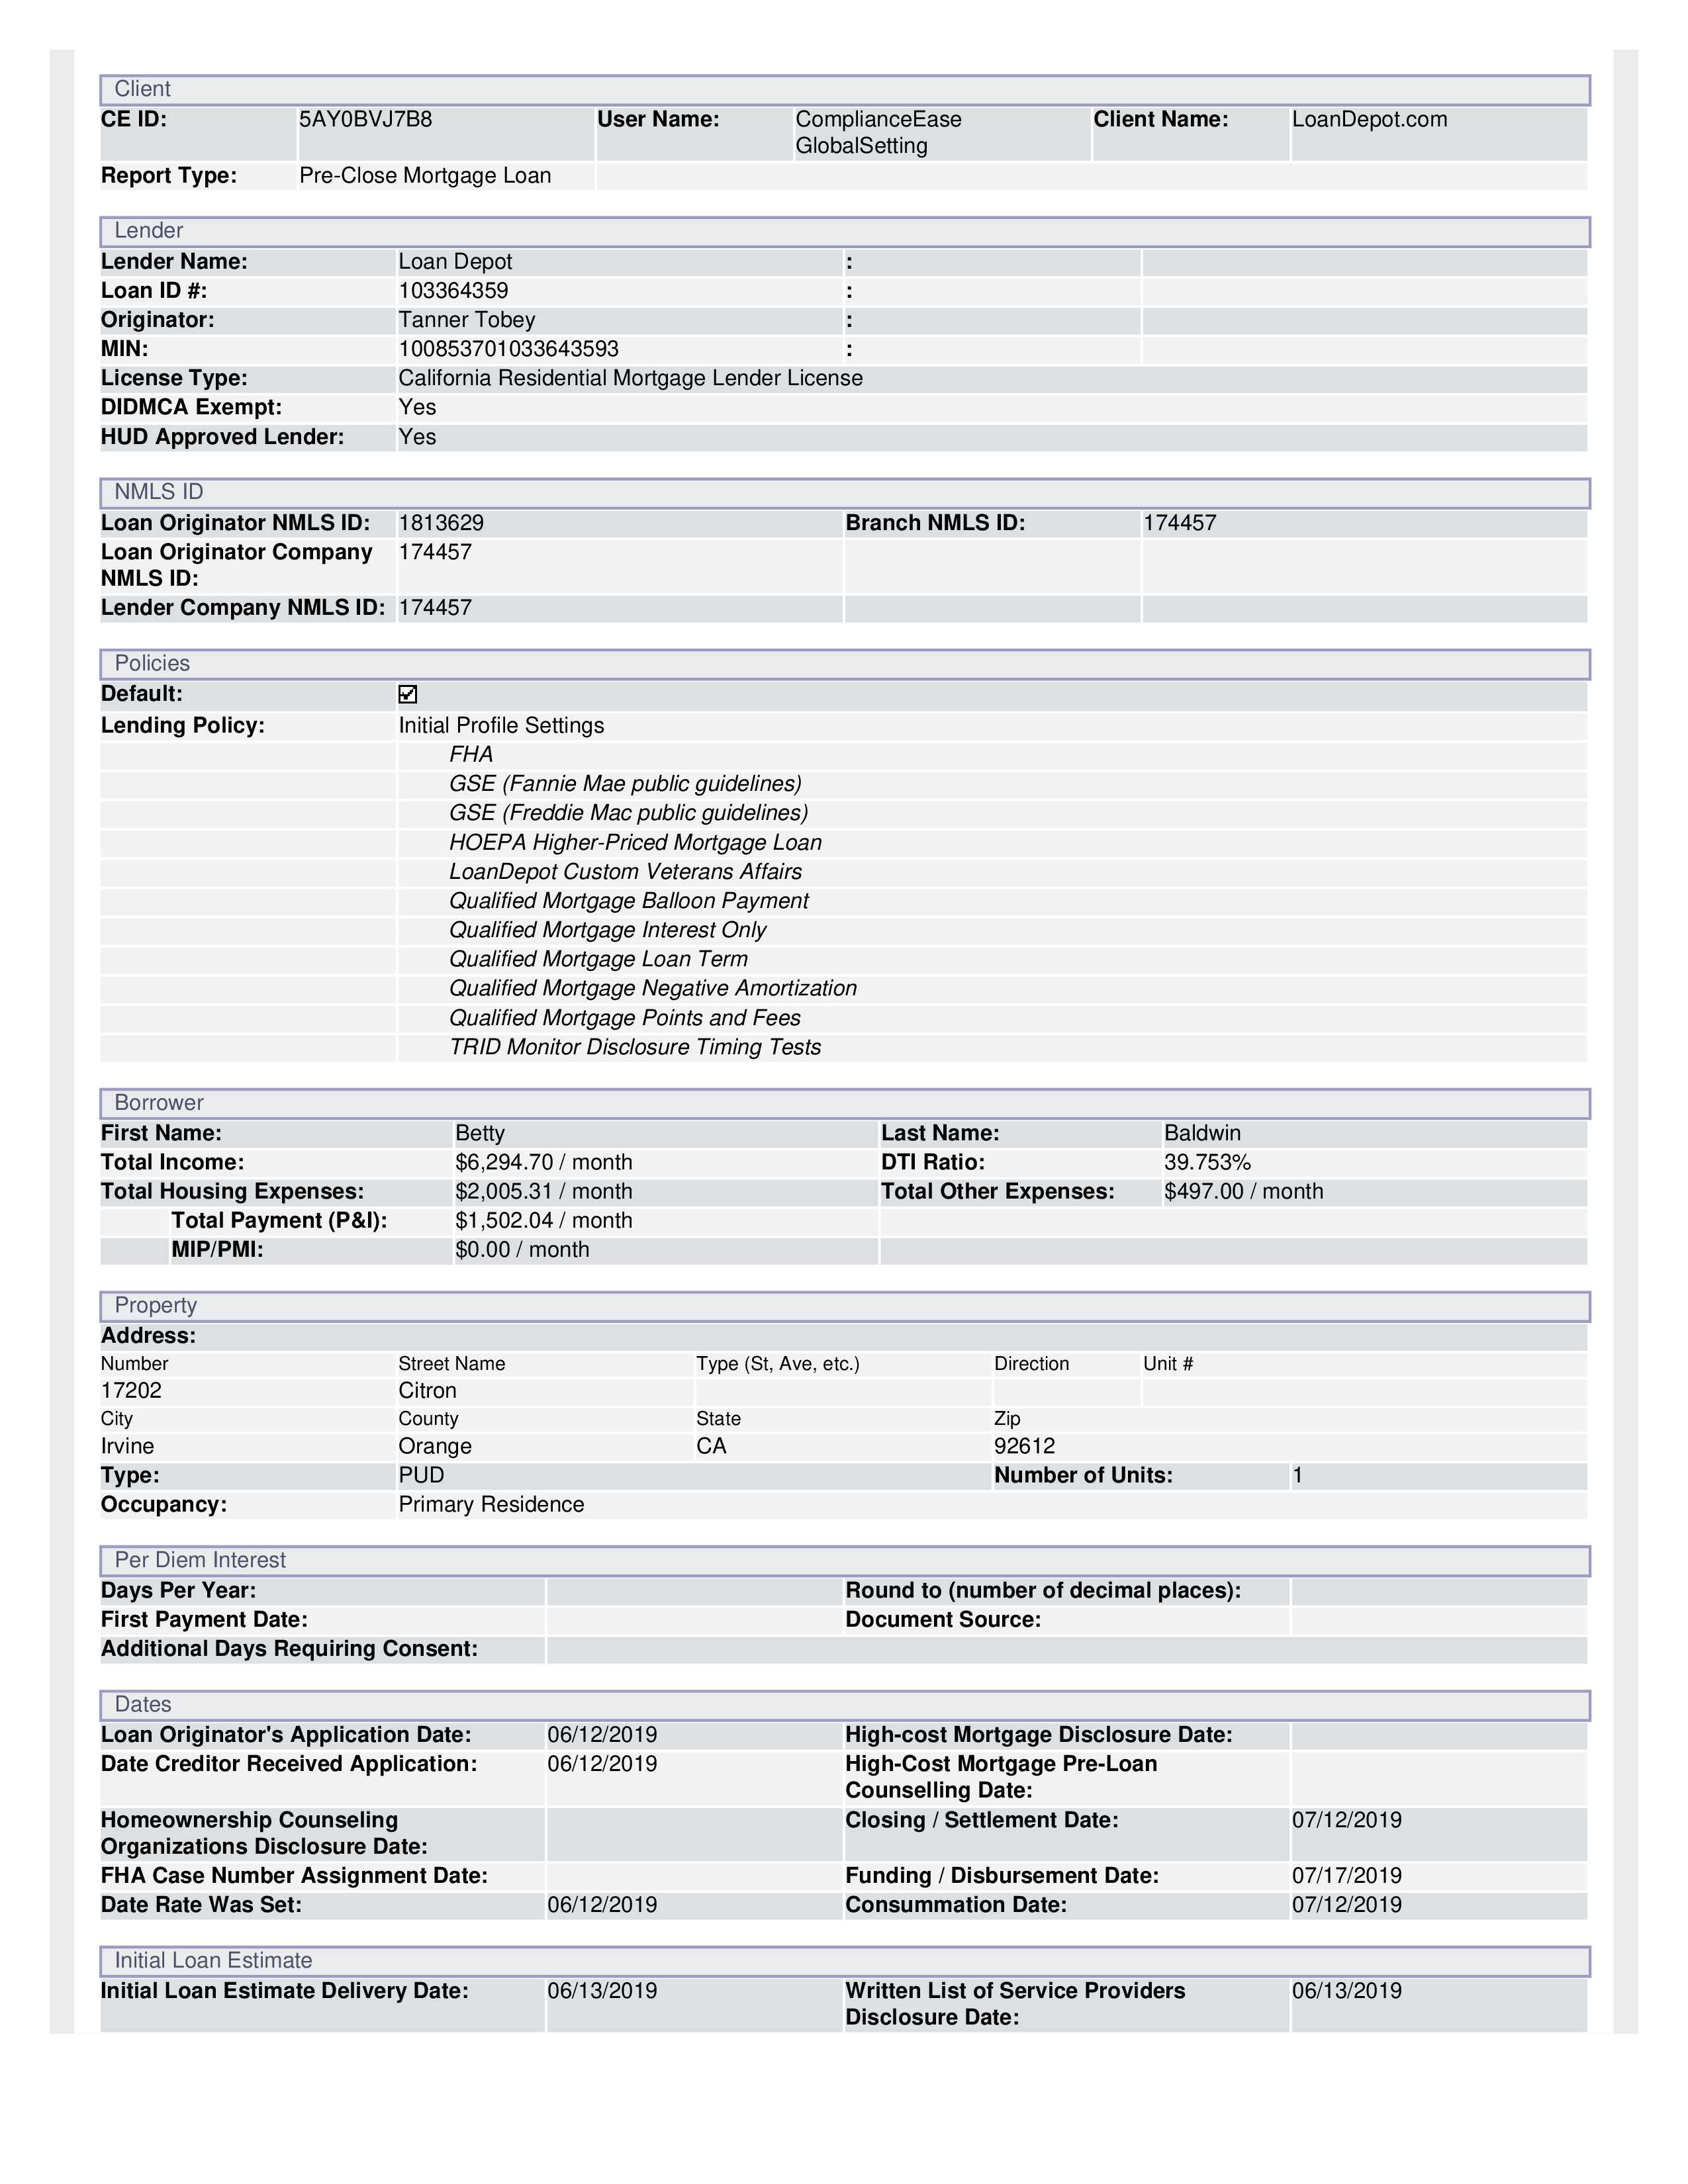 Client
CE ID: 5AY0BVJ7B8 User Name: ComplianceEase Client Name: LoanDepot.com
GlobalSetting
Report Type: Pre-Close Mortgage Loan
Lender
Lender Name: Loan Depot :
Loan ID #: 103364359 :
Originator: Tanner Tobey :
MIN: 100853701033643593 :
License Type: California Residential Mortgage Lender License
DIDMCA Exempt: Yes
HUD Approved Lender: Yes
NMLS ID
Loan Originator NMLS ID: 1813629 Branch NMLS ID: 174457
Loan Originator Company 174457
NMLS ID:
Lender Company NMLS ID: 174457
Policies
Default: ☑
Lending Policy: Initial Profile Settings
FHA
GSE (Fannie Mae public guidelines)
GSE (Freddie Mac public guidelines)
HOEPA Higher-Priced Mortgage Loan
LoanDepot Custom Veterans Affairs
Qualified Mortgage Balloon Payment
Qualified Mortgage Interest Only
Qualified Mortgage Loan Term
Qualified Mortgage Negative Amortization
Qualified Mortgage Points and Fees
TRID Monitor Disclosure Timing Tests
Borrower
First Name: Betty Last Name: Baldwin
Total Income: $6,294.70 / month DTI Ratio: 39.753%
Total Housing Expenses: $2,005.31 / month Total Other Expenses: $497.00 / month
Total Payment (P&I): $1,502.04 / month
MIP/PMI: $0.00 / month
Property
Address:
Number Street Name Type (St, Ave, etc.) Direction Unit #
17202 Citron
City County State Zip
Irvine Orange CA 92612
Type: PUD Number of Units: 1
Occupancy: Primary Residence
Per Diem Interest
Days Per Year: Round to (number of decimal places):
First Payment Date: Document Source:
Additional Days Requiring Consent:
Dates
Loan Originator's Application Date: 06/12/2019 High-cost Mortgage Disclosure Date:
Date Creditor Received Application: 06/12/2019 High-Cost Mortgage Pre-Loan
Counselling Date:
Homeownership Counseling Closing / Settlement Date: 07/12/2019
Organizations Disclosure Date:
FHA Case Number Assignment Date: Funding / Disbursement Date: 07/17/2019
Date Rate Was Set: 06/12/2019 Consummation Date: 07/12/2019
Initial Loan Estimate
Initial Loan Estimate Delivery Date: 06/13/2019 Written List of Service Providers 06/13/2019
Disclosure Date: